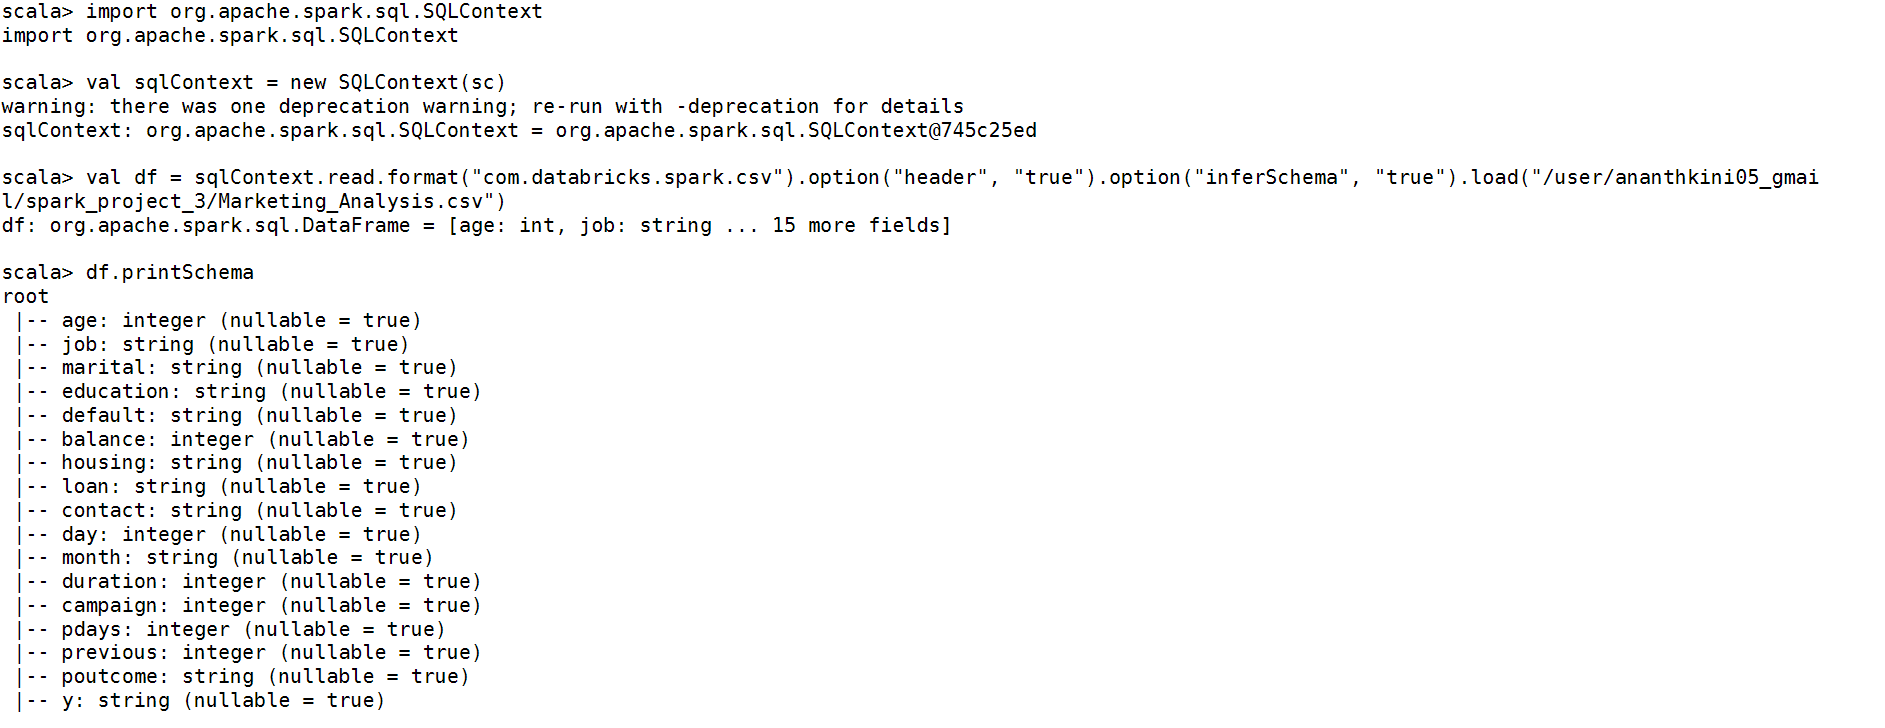 scala> import org.apache.spark.sql.SQLContext
import org.apache.spark.sql.SQLContext

scala> val sqlContext = new SQLContext(sc)
warning: there was one deprecation warning; re-run with -deprecation for details
sqlContext: org.apache.spark.sql.SQLContext = org.apache.spark.sql.SQLContext@745c25ed

scala> val df = sqlContext.read.format("com.databricks.spark.csv").option("header", "true").option("inferSchema", "true").load("/user/ananthkini05_gmai
l/spark_project_3/Marketing_Analysis.csv")
df: org.apache.spark.sql.DataFrame = [age: int, job: string ... 15 more fields]

scala> df.printSchema
root
 |-- age: integer (nullable = true)
 |-- job: string (nullable = true)
 |-- marital: string (nullable = true)
 |-- education: string (nullable = true)
 |-- default: string (nullable = true)
 |-- balance: integer (nullable = true)
 |-- housing: string (nullable = true)
 |-- loan: string (nullable = true)
 |-- contact: string (nullable = true)
 |-- day: integer (nullable = true)
 |-- month: string (nullable = true)
 |-- duration: integer (nullable = true)
 |-- campaign: integer (nullable = true)
 |-- pdays: integer (nullable = true)
 |-- previous: integer (nullable = true)
 |-- poutcome: string (nullable = true)
 |-- y: string (nullable = true)